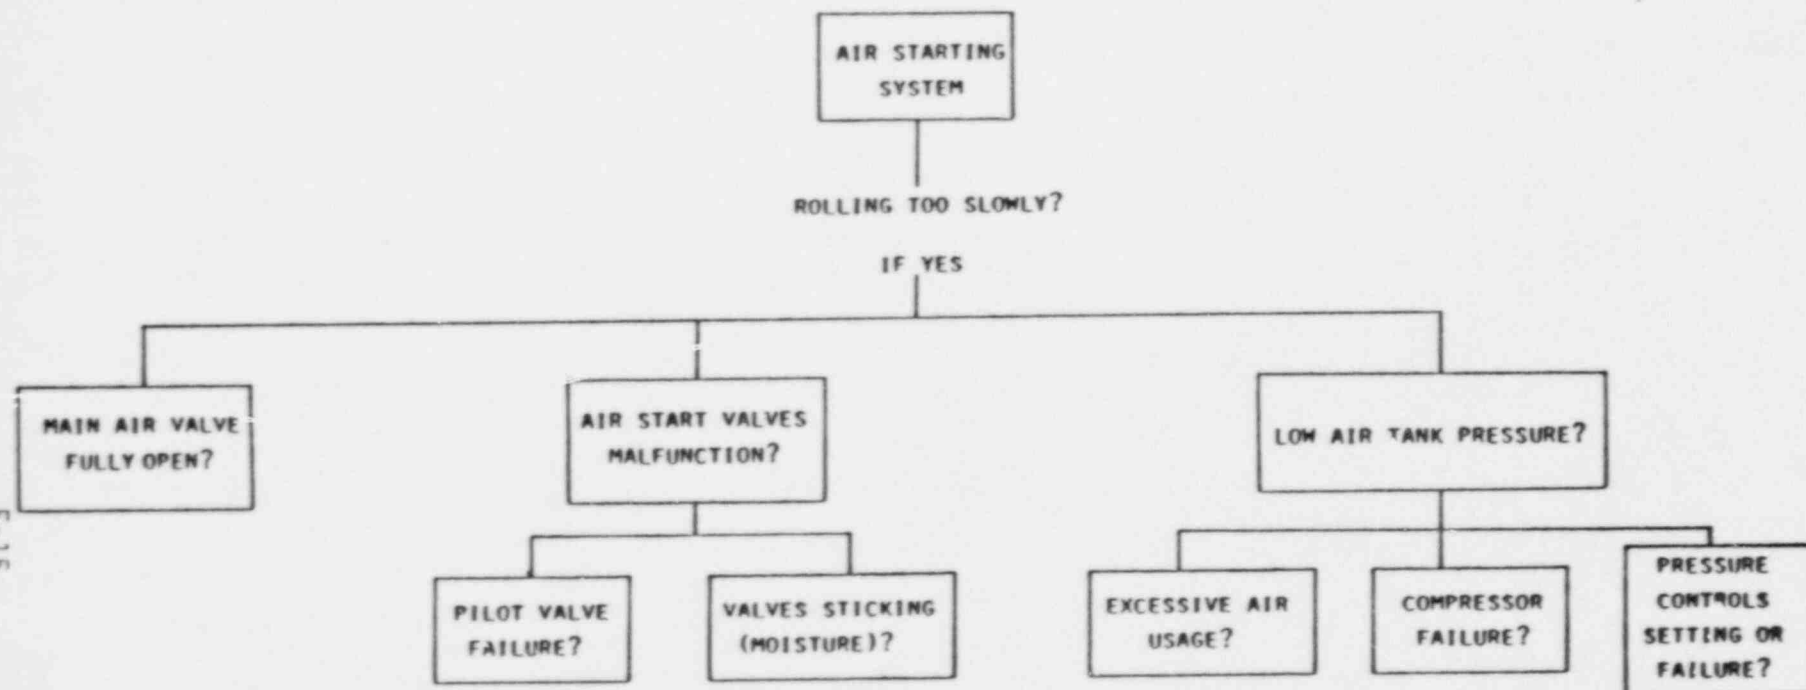 AIR STARTING
SYSTEM
ROLLING TOO SLOWLY?
IF YES
MAIN AIR VALVE
FULLY OPEN?
AIR START VALVES
MALFUNCTION?
LOW AIR TANK PRESSURE?
PILOT VALVE
FAILURE?
VALVES STICKING
(MOISTURE)?
EXCESSIVE AIR
USAGE?
COMPRESSOR
FAILURE?
PRESSURE
CONTROLS
SETTING OR
FAILURE?